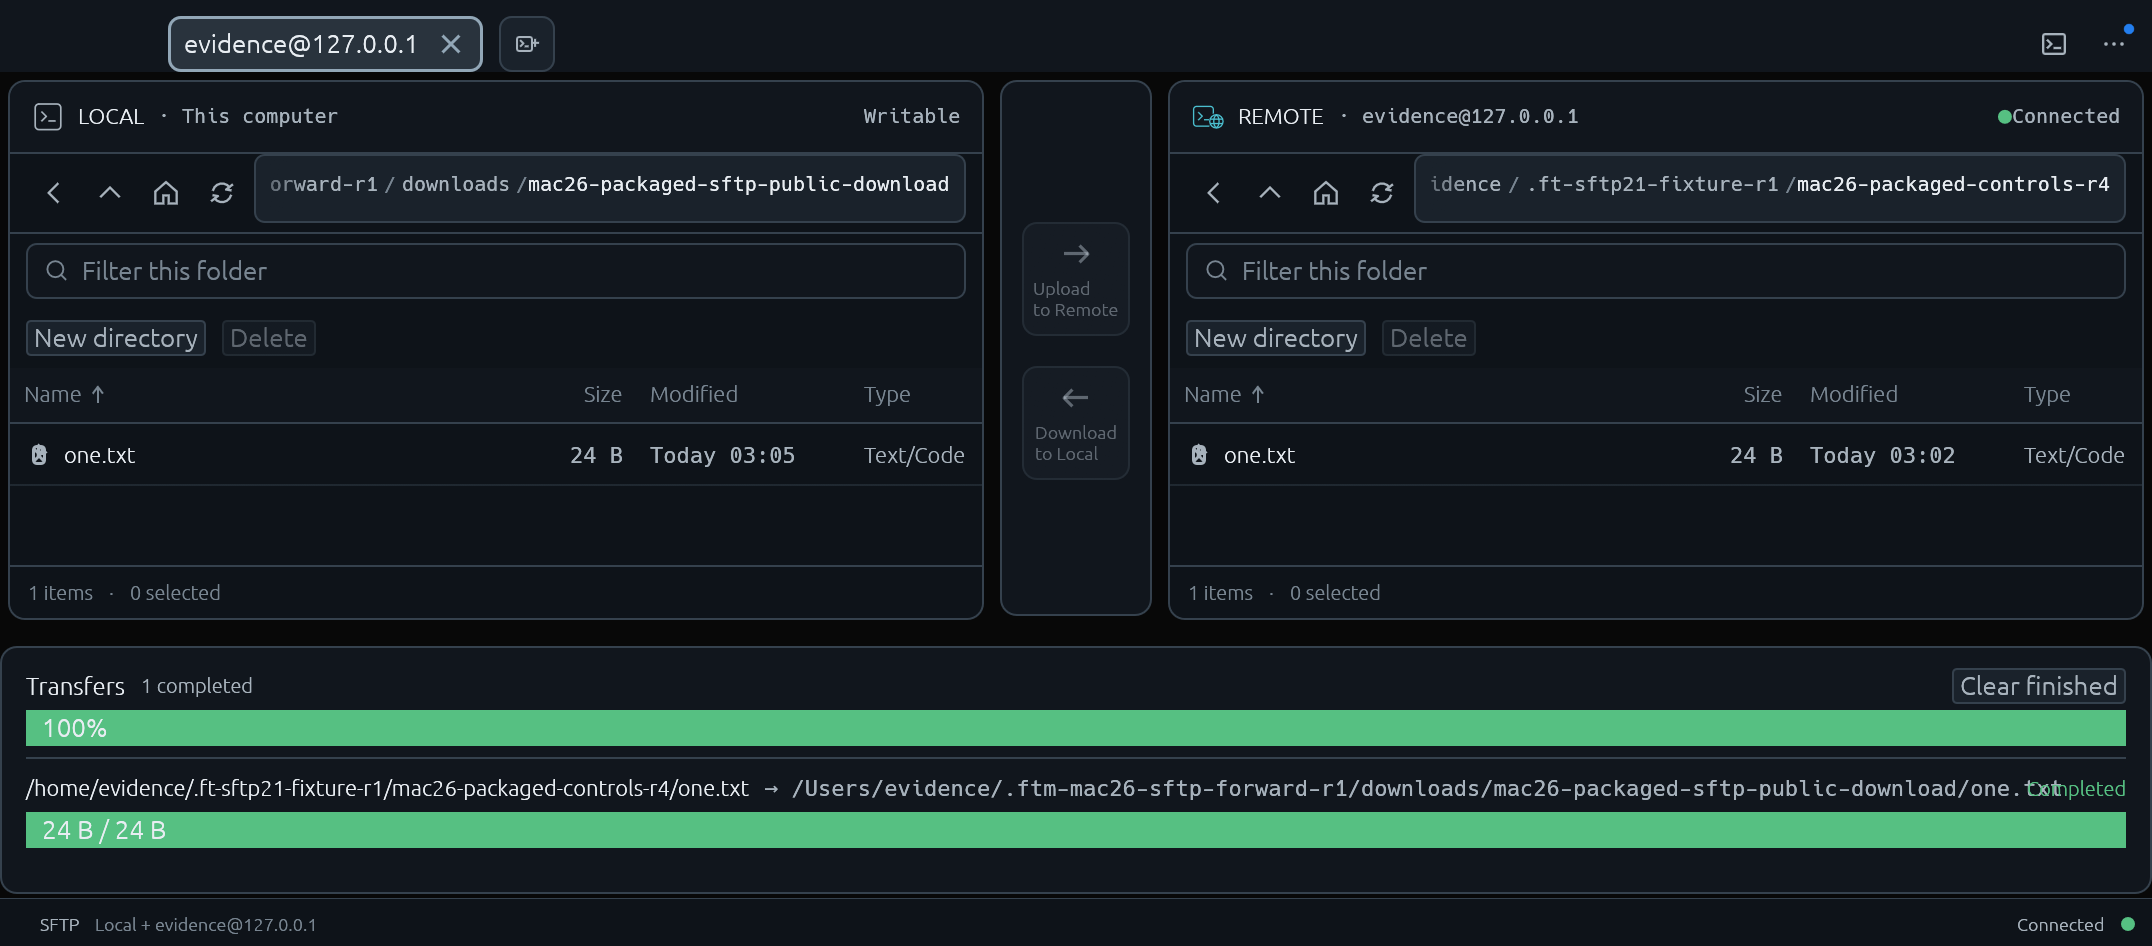 evidence@127.0.0.1
LOCAL · This computer Writable
orward-r1 / downloads /mac26-packaged-sftp-public-download
Filter this folder
New directory Delete
Name ↑ Size Modified Type
one.txt 24 B Today 03:05 Text/Code
1 items · 0 selected
→
Upload
to Remote
←
Download
to Local
REMOTE · evidence@127.0.0.1 Connected
idence / .ft-sftp21-fixture-r1 /mac26-packaged-controls-r4
Filter this folder
New directory Delete
Name ↑ Size Modified Type
one.txt 24 B Today 03:02 Text/Code
1 items · 0 selected
Transfers 1 completed Clear finished
100%
/home/evidence/.ft-sftp21-fixture-r1/mac26-packaged-controls-r4/one.txt → /Users/evidence/.ftm-mac26-sftp-forward-r1/downloads/mac26-packaged-sftp-public-download/one.txt Completed
24 B / 24 B
SFTP Local + evidence@127.0.0.1 Connected